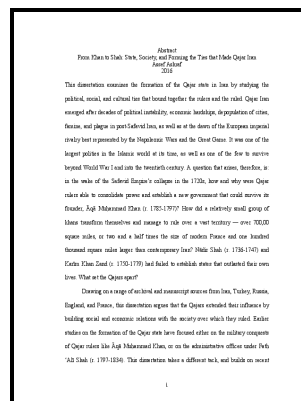 Abstract
From Khan to Shah: State, Society, and Forming the Ties that Made Qajar Iran
Assef Ashraf
2016
This dissertation examines the formation of the Qajar state in Iran by studying the
political, social, and cultural ties that bound together the rulers and the ruled. Qajar Iran
emerged after decades of political instability, economic hardships, depopulation of cities,
famine, and plague in post-Safavid Iran, as well as at the dawn of the European imperial
rivalry best represented by the Napoleonic Wars and the Great Game. It was one of the
largest polities in the Islamic world at its time, as well as one of the few to survive
beyond World War I and into the twentieth century. A question that arises, therefore, is:
in the wake of the Safavid Empire's collapse in the 1720s, how and why were Qajar
rulers able to consolidate power and establish a new government that could survive its
founder, Āqā Muhammad Khan (r. 1785-1797)? How did a relatively small group of
khans transform themselves and manage to rule over a vast territory — over 700,00
square miles, or two and a half times the size of modern France and one hundred
thousand square miles larger than contemporary Iran? Nādir Shah (r. 1736-1747) and
Karīm Khan Zand (r. 1750-1779) had failed to establish states that outlasted their own
lives. What set the Qajars apart?
Drawing on a range of archival and manuscript sources from Iran, Turkey, Russia,
England, and France, this dissertation argues that the Qajars extended their influence by
building social and economic relations with the society over which they ruled. Earlier
studies on the formation of the Qajar state have focused either on the military conquests
of Qajar rulers like Āqā Muhammad Khan, or on the administrative offices under Fath
ʿAli Shah (r. 1797-1834). This dissertation takes a different tack, and builds on recent
1